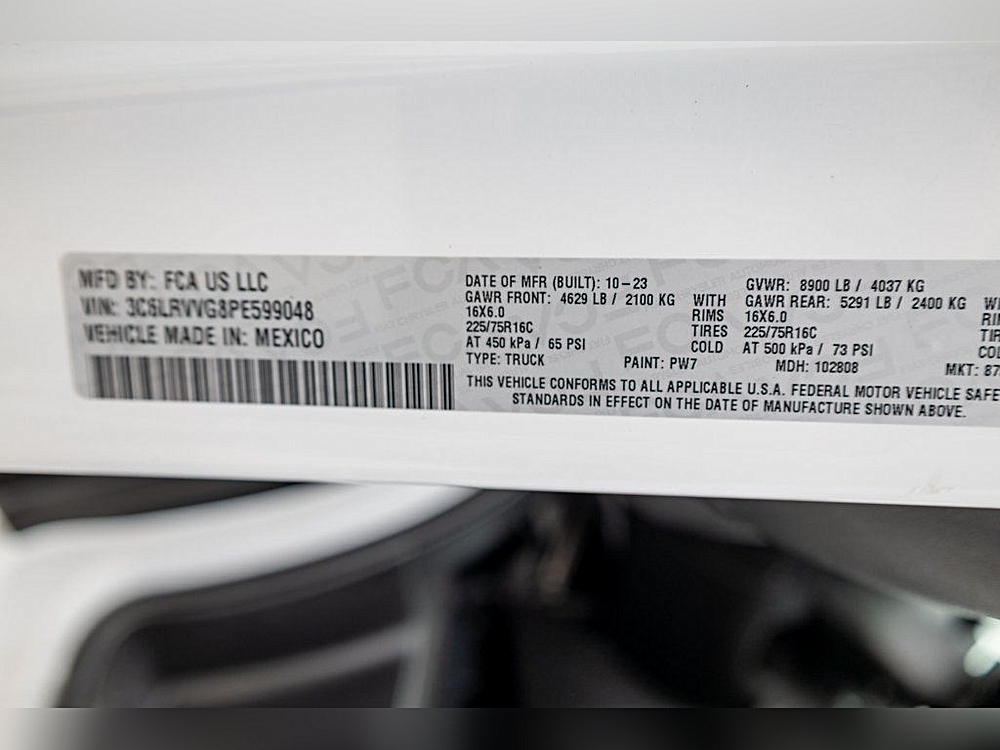 MFD BY: FCA US LLC
VIN: 3C6LRVVG8PE599048
VEHICLE MADE IN: MEXICO
DATE OF MFR (BUILT): 10-23 GVWR: 8900 LB / 4037 KG
GAWR FRONT: 4629 LB / 2100 KG WITH GAWR REAR: 5291 LB / 2400 KG
16X6.0 RIMS 16X6.0
225/75R16C TIRES 225/75R16C
AT 450 kPa / 65 PSI COLD AT 500 kPa / 73 PSI
TYPE: TRUCK PAINT: PW7 MDH: 102808 MKT:
THIS VEHICLE CONFORMS TO ALL APPLICABLE U.S.A. FEDERAL MOTOR VEHICLE
STANDARDS IN EFFECT ON THE DATE OF MANUFACTURE SHOWN ABOVE.